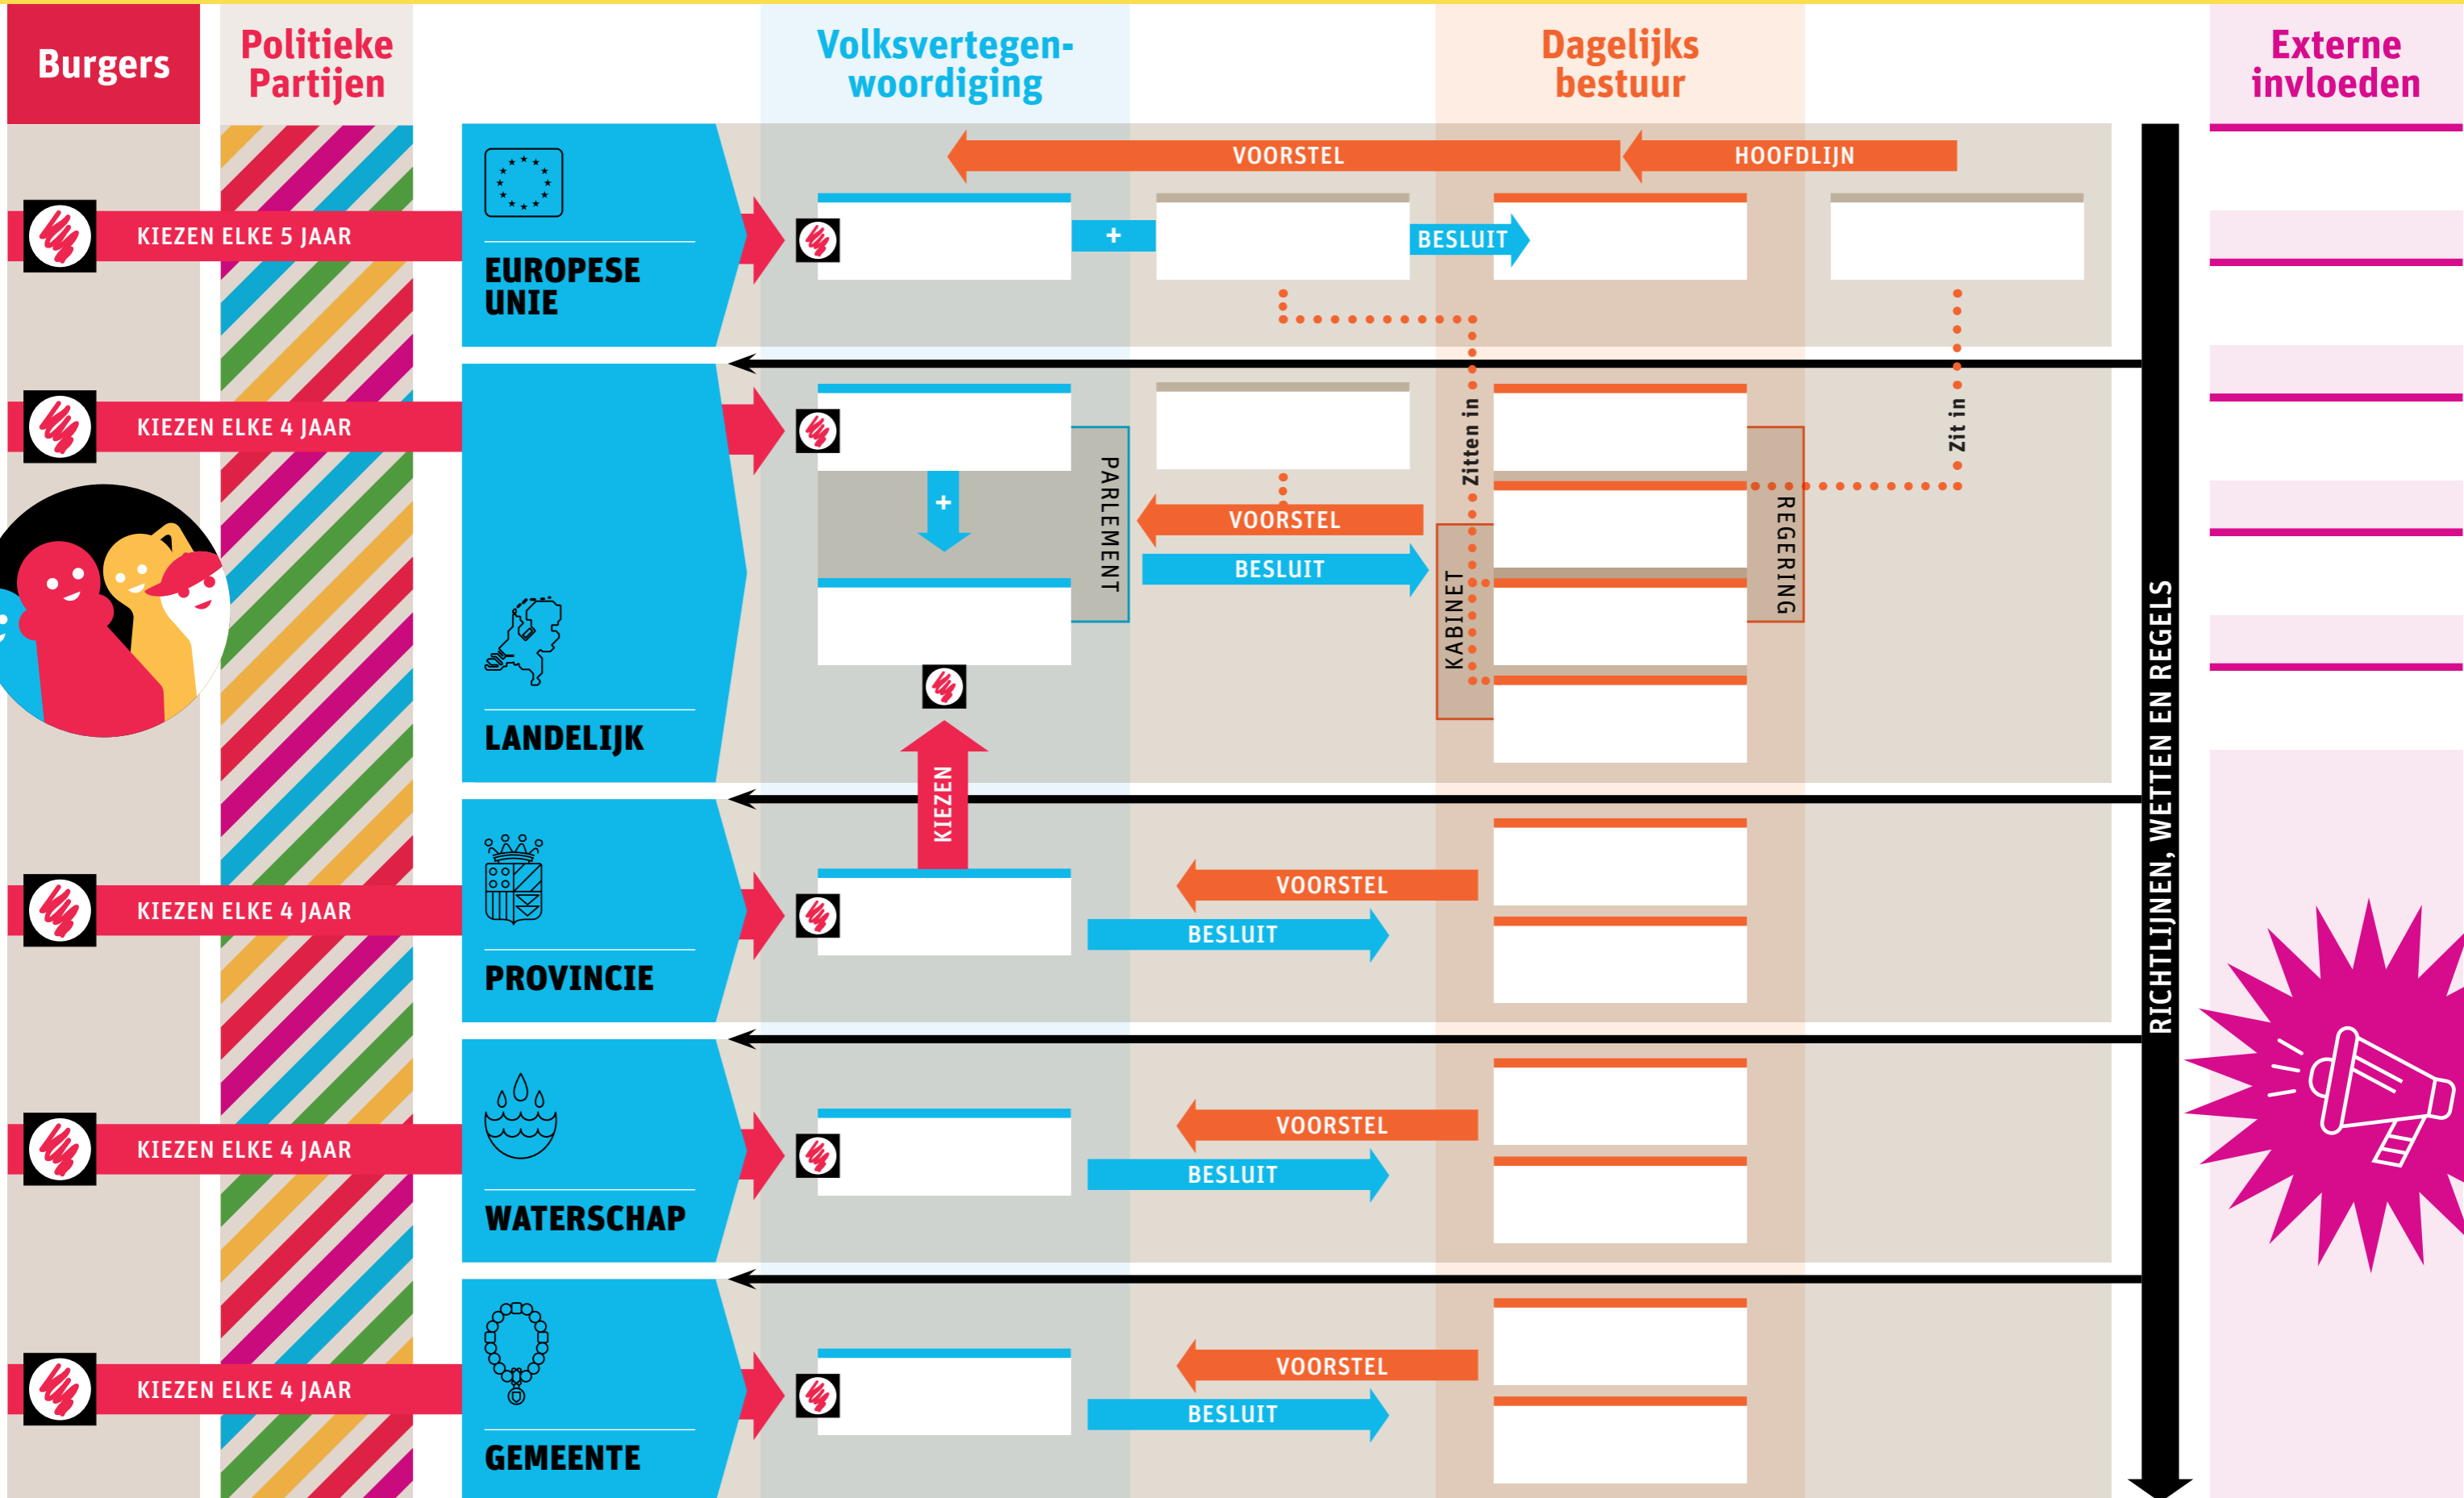 Burgers
Politieke
Partijen
Volksvertegen-
woordiging
Dagelijks
bestuur
Externe
invloeden
VOORSTEL
HOOFDLIJN
KIEZEN ELKE 5 JAAR
+
BESLUIT
EUROPESE
UNIE
KIEZEN ELKE 4 JAAR
Zitten in
Zit in
PARLEMENT
+
VOORSTEL
BESLUIT
KABINET
REGERING
LANDELIJK
KIEZEN
RICHTLIJNEN, WETTEN EN REGELS
KIEZEN ELKE 4 JAAR
VOORSTEL
BESLUIT
PROVINCIE
KIEZEN ELKE 4 JAAR
VOORSTEL
BESLUIT
WATERSCHAP
KIEZEN ELKE 4 JAAR
VOORSTEL
BESLUIT
GEMEENTE